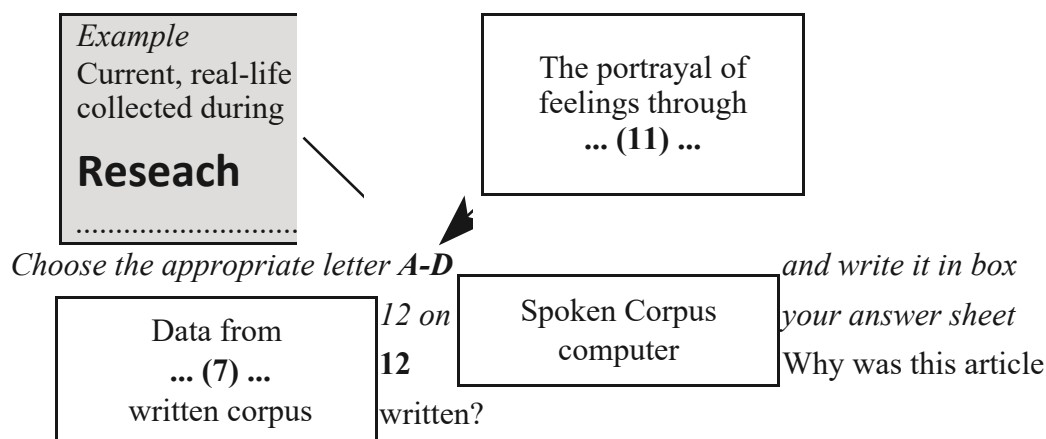 Example
Current, real-life
collected during
Reseach
............................
The portrayal of
feelings through
... (11) ...
Choose the appropriate letter A-D and write it in box
12 on your answer sheet
12 Why was this article
written?
Spoken Corpus
computer
Data from
... (7) ...
written corpus